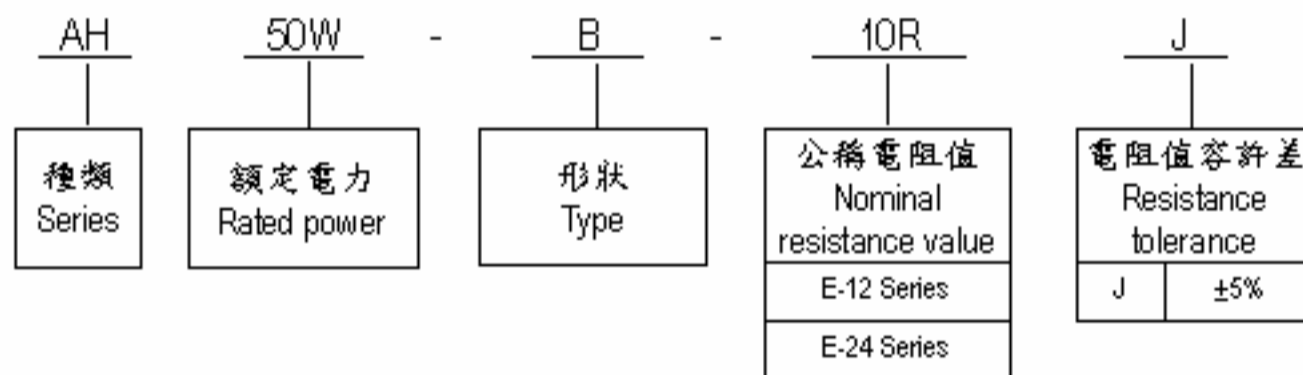 AH 50W - B - 10R J
種類
Series
額定電力
Rated power
形狀
Type
公稱電阻值
Nominal
resistance value
E-12 Series
E-24 Series
電阻值容許差
Resistance
tolerance
J ±5%